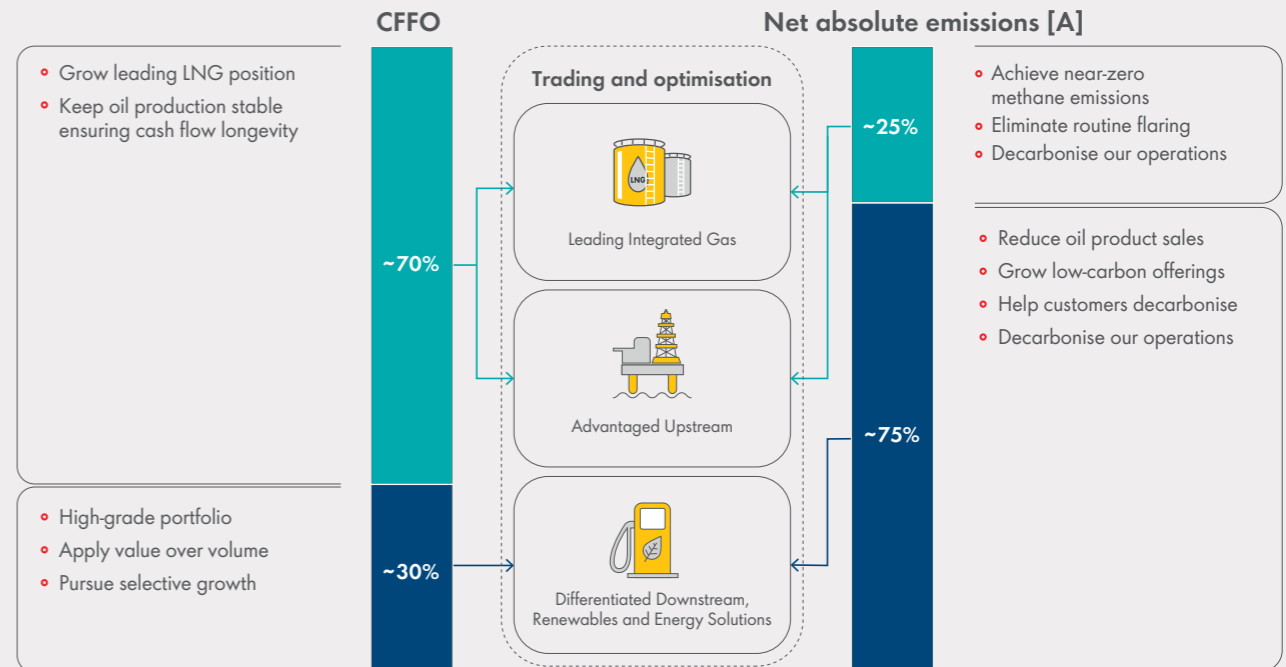 CFFO
Net absolute emissions [A]
Grow leading LNG position
Keep oil production stable
ensuring cash flow longevity
~70%
High-grade portfolio
Apply value over volume
Pursue selective growth
~30%
Trading and optimisation
LNG
Leading Integrated Gas
Advantaged Upstream
Differentiated Downstream,
Renewables and Energy Solutions
~25%
Achieve near-zero
methane emissions
Eliminate routine flaring
Decarbonise our operations
~75%
Reduce oil product sales
Grow low-carbon offerings
Help customers decarbonise
Decarbonise our operations